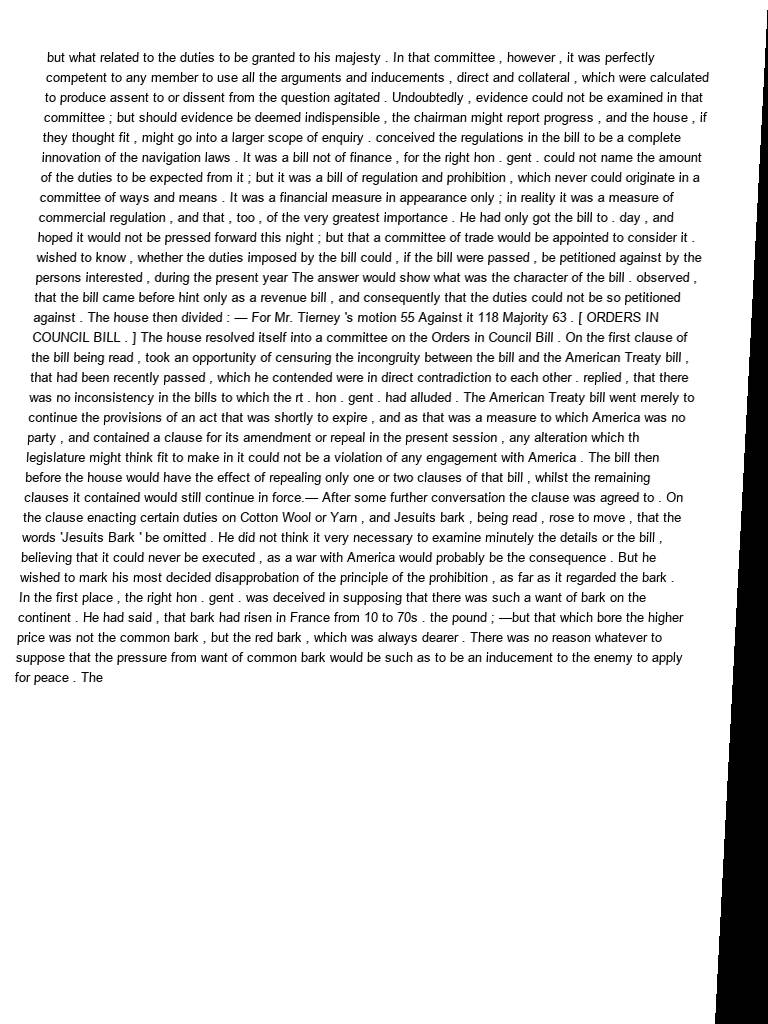 but what related to the duties to be granted to his majesty . In that committee , however , it was perfectly
competent to any member to use all the arguments and inducements , direct and collateral , which were calculated
to produce assent to or dissent from the question agitated . Undoubtedly , evidence could not be examined in that
committee ; but should evidence be deemed indispensible , the chairman might report progress , and the house , if
they thought fit , might go into a larger scope of enquiry . conceived the regulations in the bill to be a complete
innovation of the navigation laws . It was a bill not of finance , for the right hon . gent . could not name the amount
of the duties to be expected from it ; but it was a bill of regulation and prohibition , which never could originate in a
committee of ways and means . It was a financial measure in appearance only ; in reality it was a measure of
commercial regulation , and that , too , of the very greatest importance . He had only got the bill to . day , and
hoped it would not be pressed forward this night ; but that a committee of trade would be appointed to consider it .
wished to know , whether the duties imposed by the bill could , if the bill were passed , be petitioned against by the
persons interested , during the present year The answer would show what was the character of the bill . observed ,
that the bill came before hint only as a revenue bill , and consequently that the duties could not be so petitioned
against . The house then divided : — For Mr. Tierney 's motion 55 Against it 118 Majority 63 . [ ORDERS IN
COUNCIL BILL . ] The house resolved itself into a committee on the Orders in Council Bill . On the first clause of
the bill being read , took an opportunity of censuring the incongruity between the bill and the American Treaty bill ,
that had been recently passed , which he contended were in direct contradiction to each other . replied , that there
was no inconsistency in the bills to which the rt . hon . gent . had alluded . The American Treaty bill went merely to
continue the provisions of an act that was shortly to expire , and as that was a measure to which America was no
party , and contained a clause for its amendment or repeal in the present session , any alteration which th
legislature might think fit to make in it could not be a violation of any engagement with America . The bill then
before the house would have the effect of repealing only one or two clauses of that bill , whilst the remaining
clauses it contained would still continue in force.— After some further conversation the clause was agreed to . On
the clause enacting certain duties on Cotton Wool or Yarn , and Jesuits bark , being read , rose to move , that the
words 'Jesuits Bark ' be omitted . He did not think it very necessary to examine minutely the details or the bill ,
believing that it could never be executed , as a war with America would probably be the consequence . But he
wished to mark his most decided disapprobation of the principle of the prohibition , as far as it regarded the bark .
In the first place , the right hon . gent . was deceived in supposing that there was such a want of bark on the
continent . He had said , that bark had risen in France from 10 to 70s . the pound ; —but that which bore the higher
price was not the common bark , but the red bark , which was always dearer . There was no reason whatever to
suppose that the pressure from want of common bark would be such as to be an inducement to the enemy to apply
for peace . The